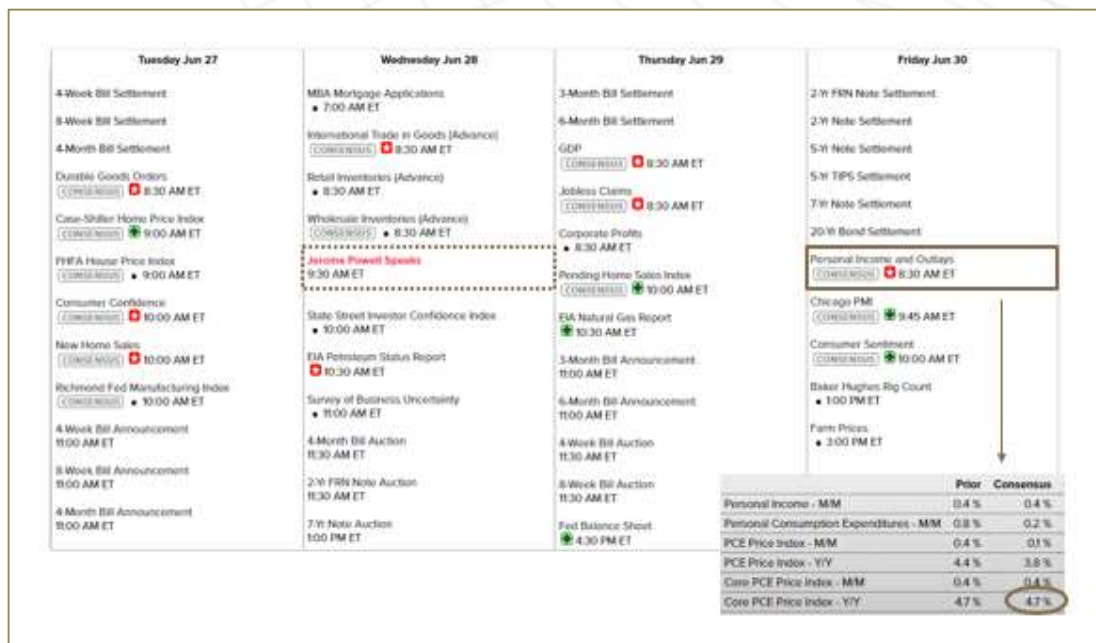 Tuesday Jun 27
4-Week Bill Settlement
8-Week Bill Settlement
4-Month Bill Settlement
Durable Goods Orders
CONSENSUS 8:30 AM ET
Case-Shiller Home Price Index
CONSENSUS 9:00 AM ET
FHFA House Price Index
CONSENSUS • 9:00 AM ET
Consumer Confidence
CONSENSUS 10:00 AM ET
New Home Sales
CONSENSUS 10:00 AM ET
Richmond Fed Manufacturing Index
CONSENSUS • 10:00 AM ET
4-Week Bill Announcement
11:00 AM ET
8-Week Bill Announcement
11:00 AM ET
4-Month Bill Announcement
11:00 AM ET
Wednesday Jun 28
MBA Mortgage Applications
• 7:00 AM ET
International Trade in Goods (Advance)
CONSENSUS 8:30 AM ET
Retail Inventories (Advance)
• 8:30 AM ET
Wholesale Inventories (Advance)
CONSENSUS • 8:30 AM ET
Jerome Powell Speaks
9:30 AM ET
State Street Investor Confidence Index
• 10:00 AM ET
EIA Petroleum Status Report
10:30 AM ET
Survey of Business Uncertainty
• 11:00 AM ET
4-Month Bill Auction
11:30 AM ET
2-Yr FRN Note Auction
11:30 AM ET
7-Yr Note Auction
1:00 PM ET
Thursday Jun 29
3-Month Bill Settlement
6-Month Bill Settlement
GDP
CONSENSUS 8:30 AM ET
Jobless Claims
CONSENSUS 8:30 AM ET
Corporate Profits
• 8:30 AM ET
Pending Home Sales Index
CONSENSUS 10:00 AM ET
EIA Natural Gas Report
10:30 AM ET
3-Month Bill Announcement
11:00 AM ET
6-Month Bill Announcement
11:00 AM ET
4-Week Bill Auction
11:30 AM ET
8-Week Bill Auction
11:30 AM ET
Fed Balance Sheet
4:30 PM ET
Friday Jun 30
2-Yr FRN Note Settlement
2-Yr Note Settlement
5-Yr Note Settlement
5-Yr TIPS Settlement
7-Yr Note Settlement
20-Yr Bond Settlement
Personal Income and Outlays
CONSENSUS 8:30 AM ET
Chicago PMI
CONSENSUS 9:45 AM ET
Consumer Sentiment
CONSENSUS 10:00 AM ET
Baker Hughes Rig Count
• 1:00 PM ET
Farm Prices
• 3:00 PM ET
Prior Consensus
Personal Income - M/M 0.4 % 0.4 %
Personal Consumption Expenditures - M/M 0.8 % 0.2 %
PCE Price Index - M/M 0.4 % 0.1 %
PCE Price Index - Y/Y 4.4 % 3.8 %
Core PCE Price Index - M/M 0.4 % 0.4 %
Core PCE Price Index - Y/Y 4.7 % 4.7 %